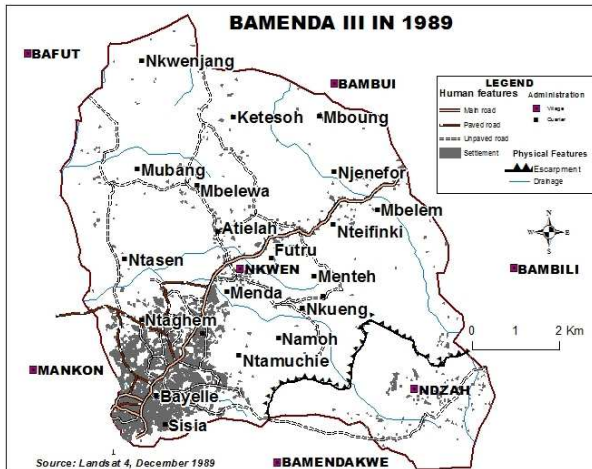 BAMENDA III IN 1989
BAFUT
Nkwenjang
BAMBUI
LEGEND
Human features
Administration
Main road
Village
Paved road
Quarter
Unpaved road
Settlement
Physical Features
Escarpment
Drainage
Ketesoh
Mboung
Mubang
Mbelewa
Njenefor
Mbelem
Atielah
Nteifinki
N
W
E
S
Ntasen
Futru
NKWEN
Menteh
BAMBILI
Menda
Nkueng
Ntaghem
Namoh
0 1 2 Km
Ntamuchie
MANKON
NDZAH
Bayelle
Sisia
Source: Landsat 4, December 1989
BAMENDAKWE